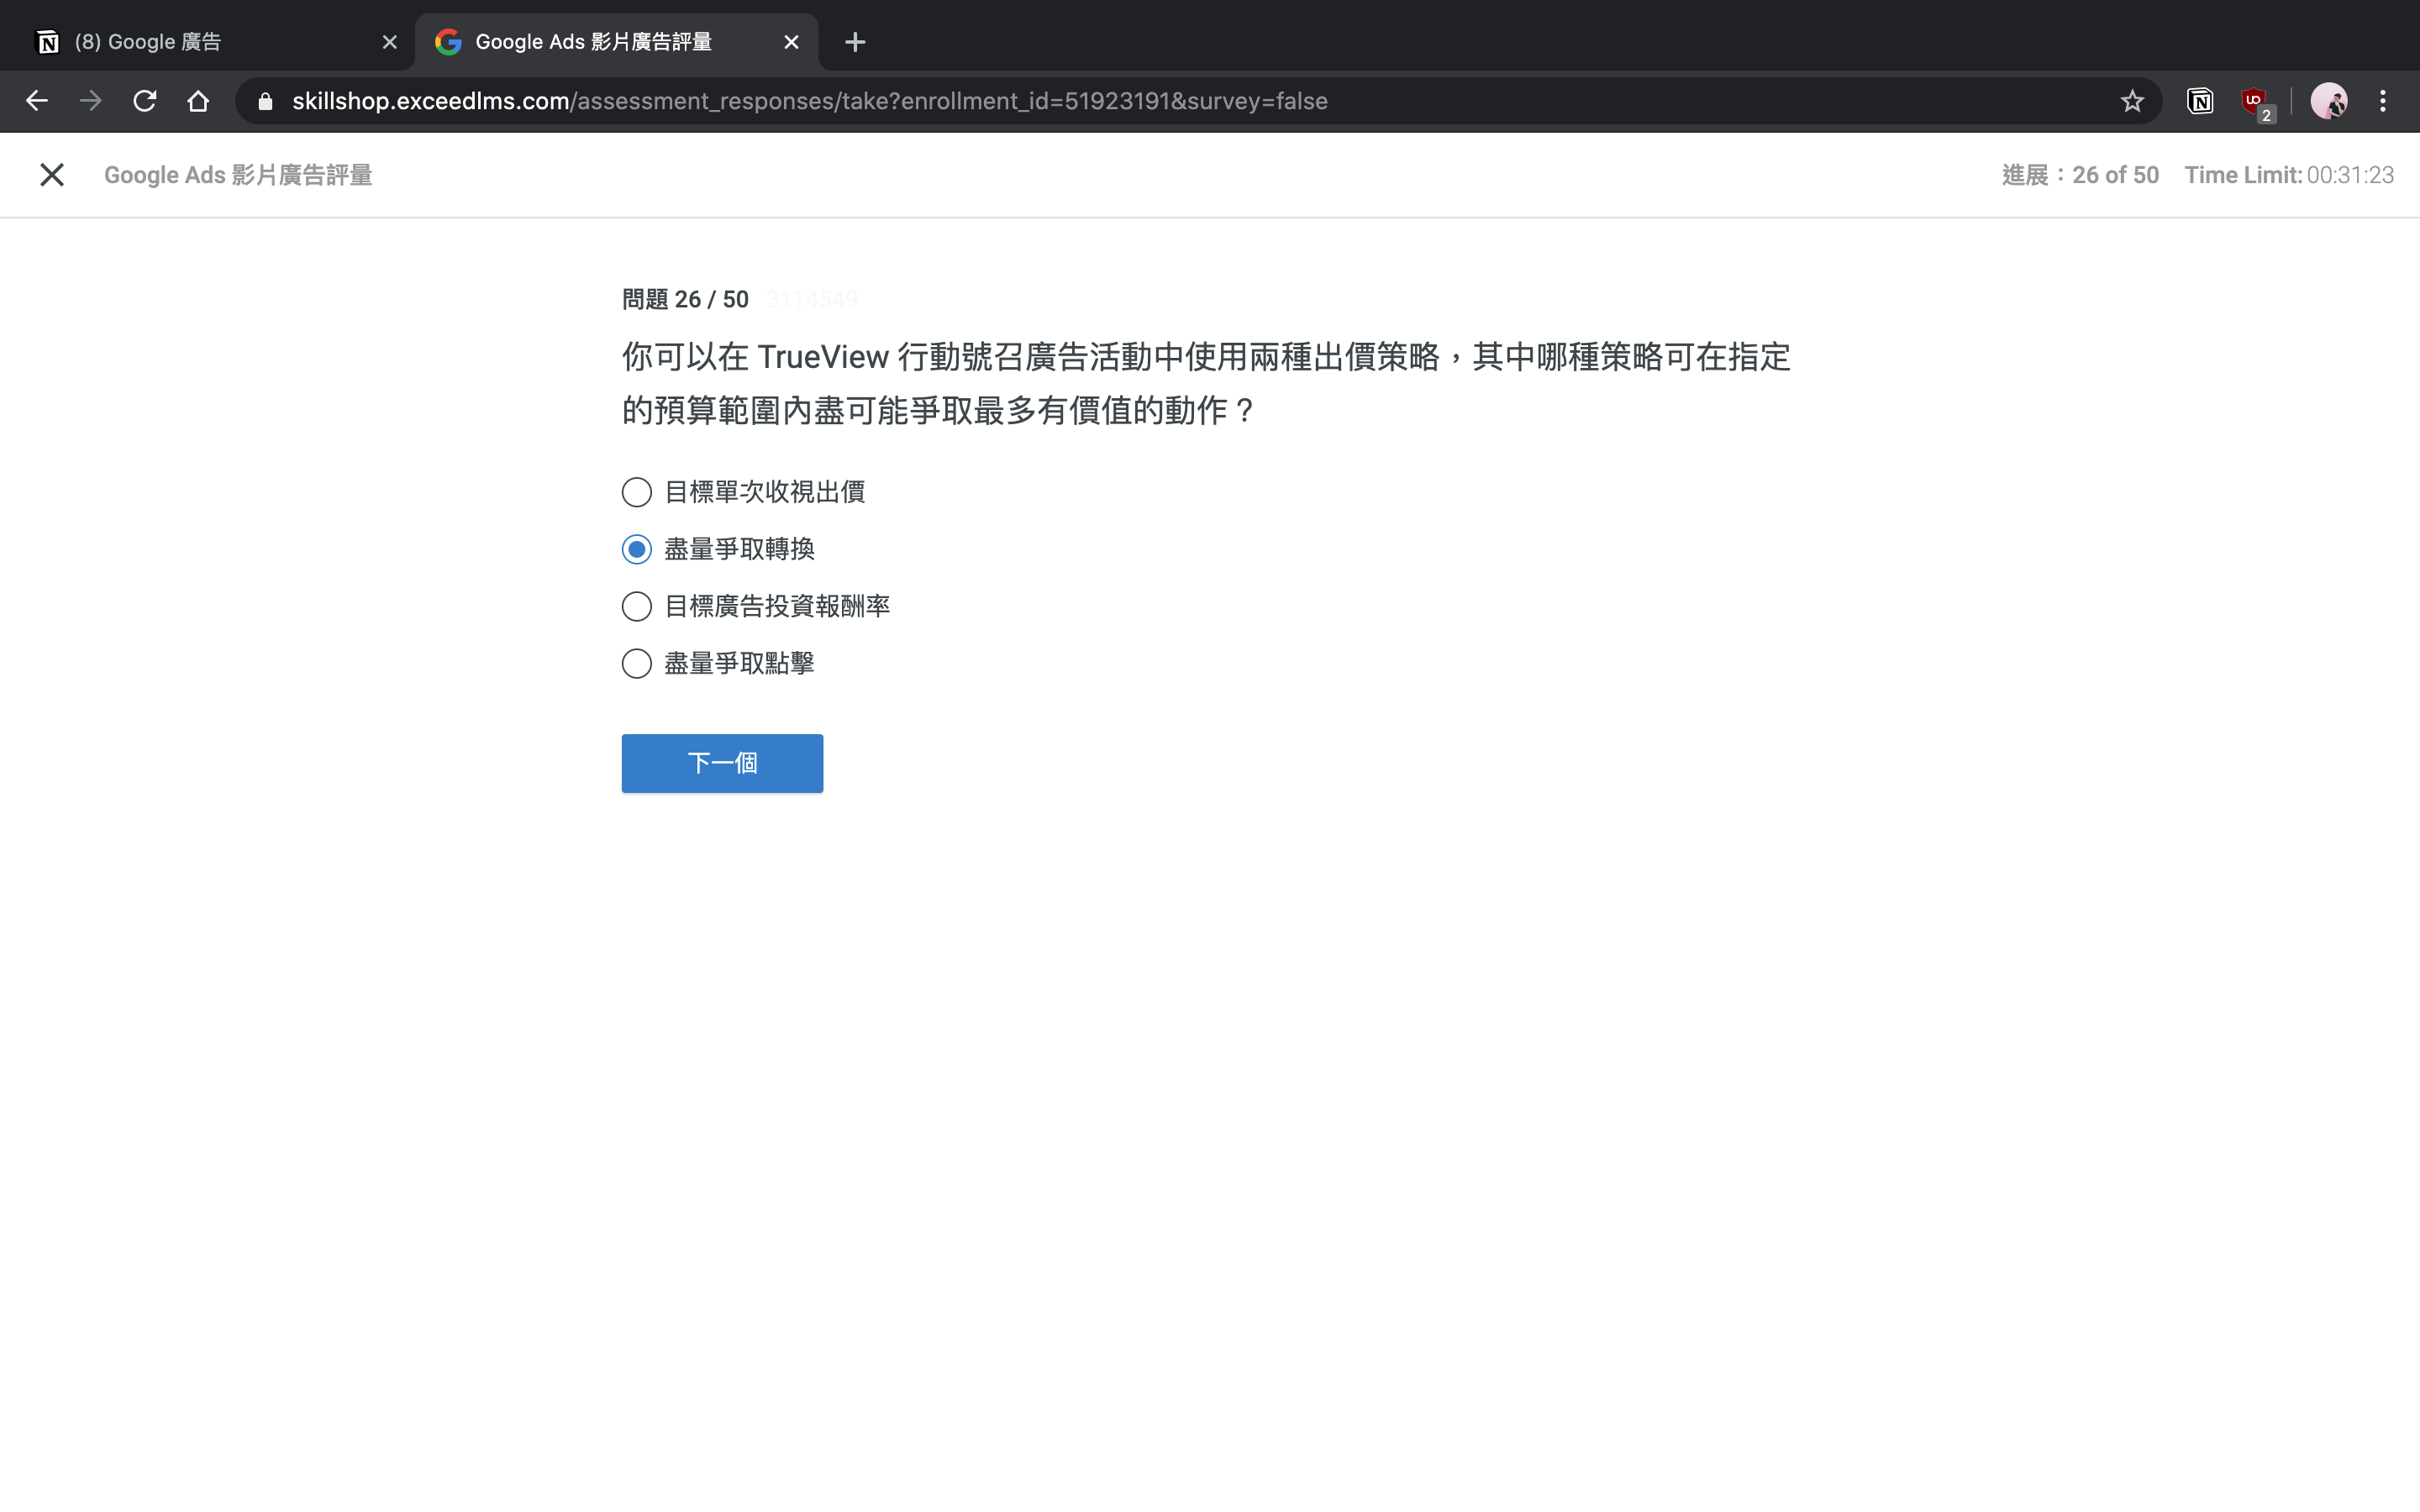 (8) Google 廣告
Google Ads 影片廣告評量
skillshop.exceedlms.com/assessment_responses/take?enrollment_id=51923191&survey=false
2
Google Ads 影片廣告評量
進展：26 of 50 Time Limit: 00:31:23
問題 26 / 50 3114549
你可以在 TrueView 行動號召廣告活動中使用兩種出價策略，其中哪種策略可在指定
的預算範圍內盡可能爭取最多有價值的動作？
目標單次收視出價
盡量爭取轉換
目標廣告投資報酬率
盡量爭取點擊
下一個